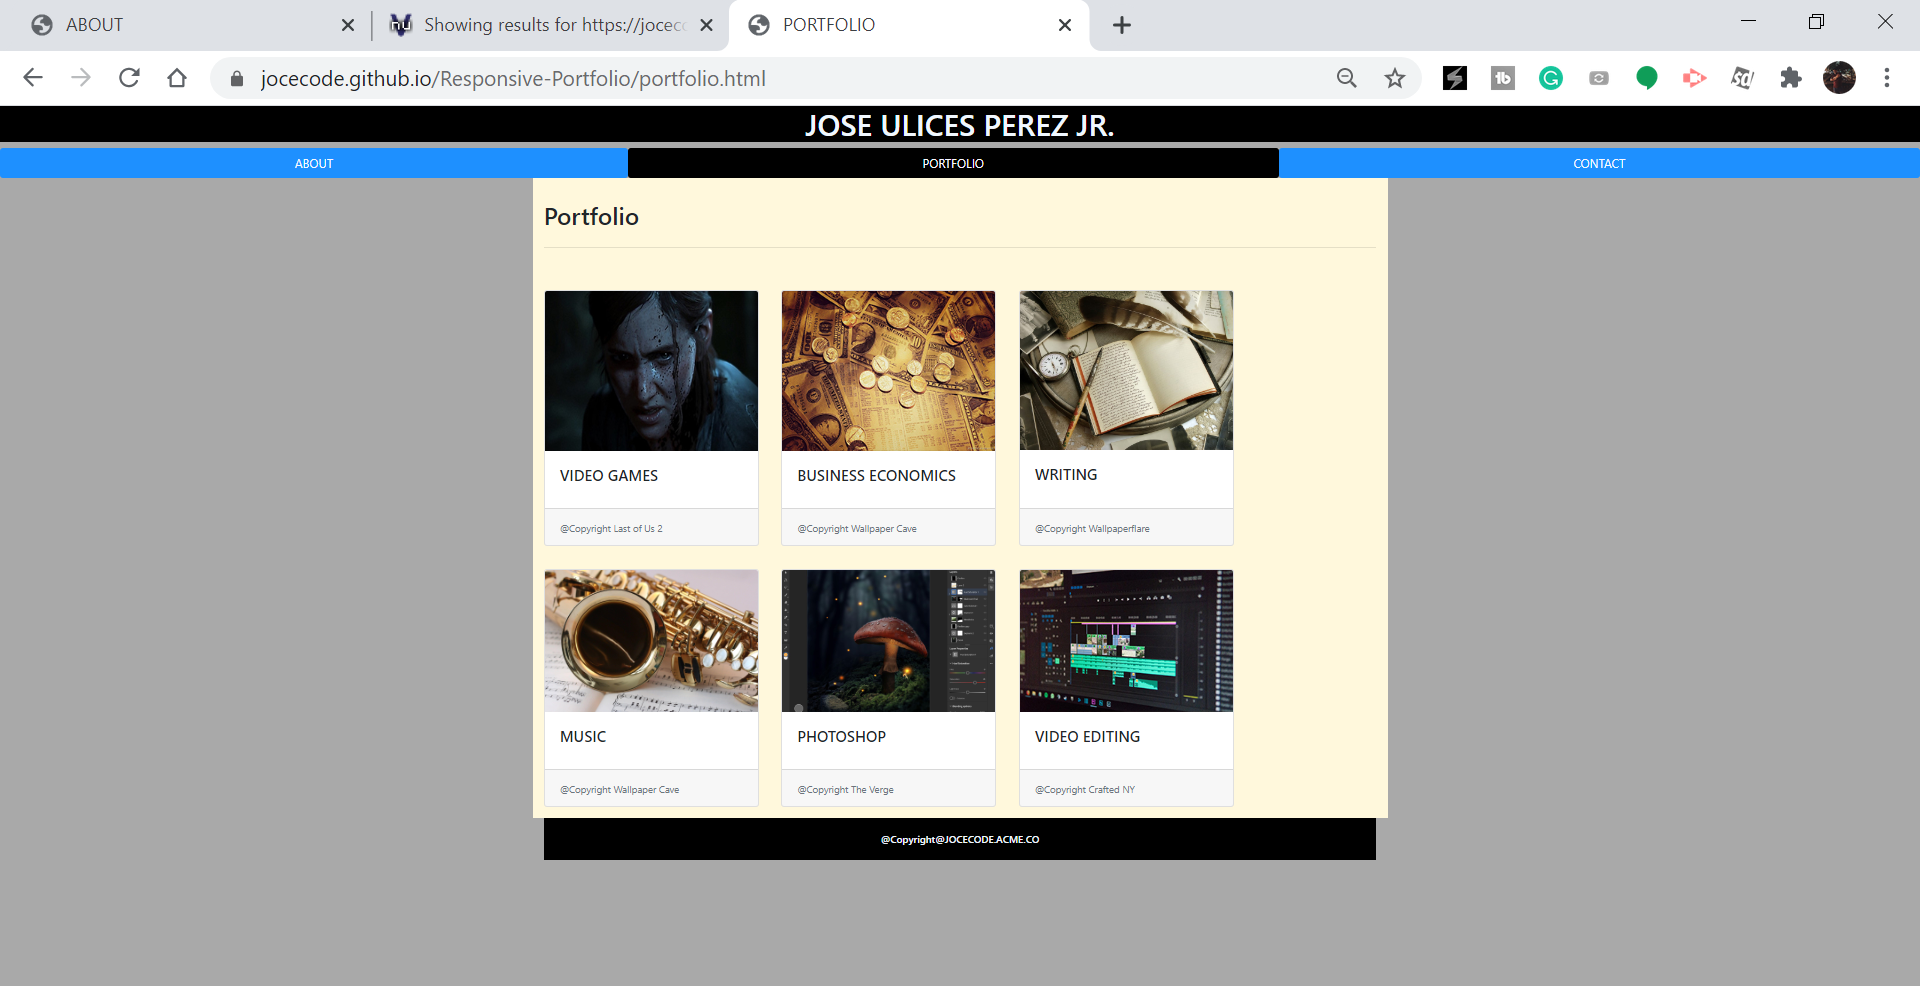 ABOUT
Showing results for https://jocec
PORTFOLIO
jocecode.github.io/Responsive-Portfolio/portfolio.html
JOSE ULICES PEREZ JR.
ABOUT PORTFOLIO CONTACT
Portfolio
VIDEO GAMES
@Copyright Last of Us 2
BUSINESS ECONOMICS
@Copyright Wallpaper Cave
WRITING
@Copyright Wallpaperflare
MUSIC
@Copyright Wallpaper Cave
PHOTOSHOP
@Copyright The Verge
VIDEO EDITING
@Copyright Crafted NY
@Copyright@JOCECODE.ACME.CO